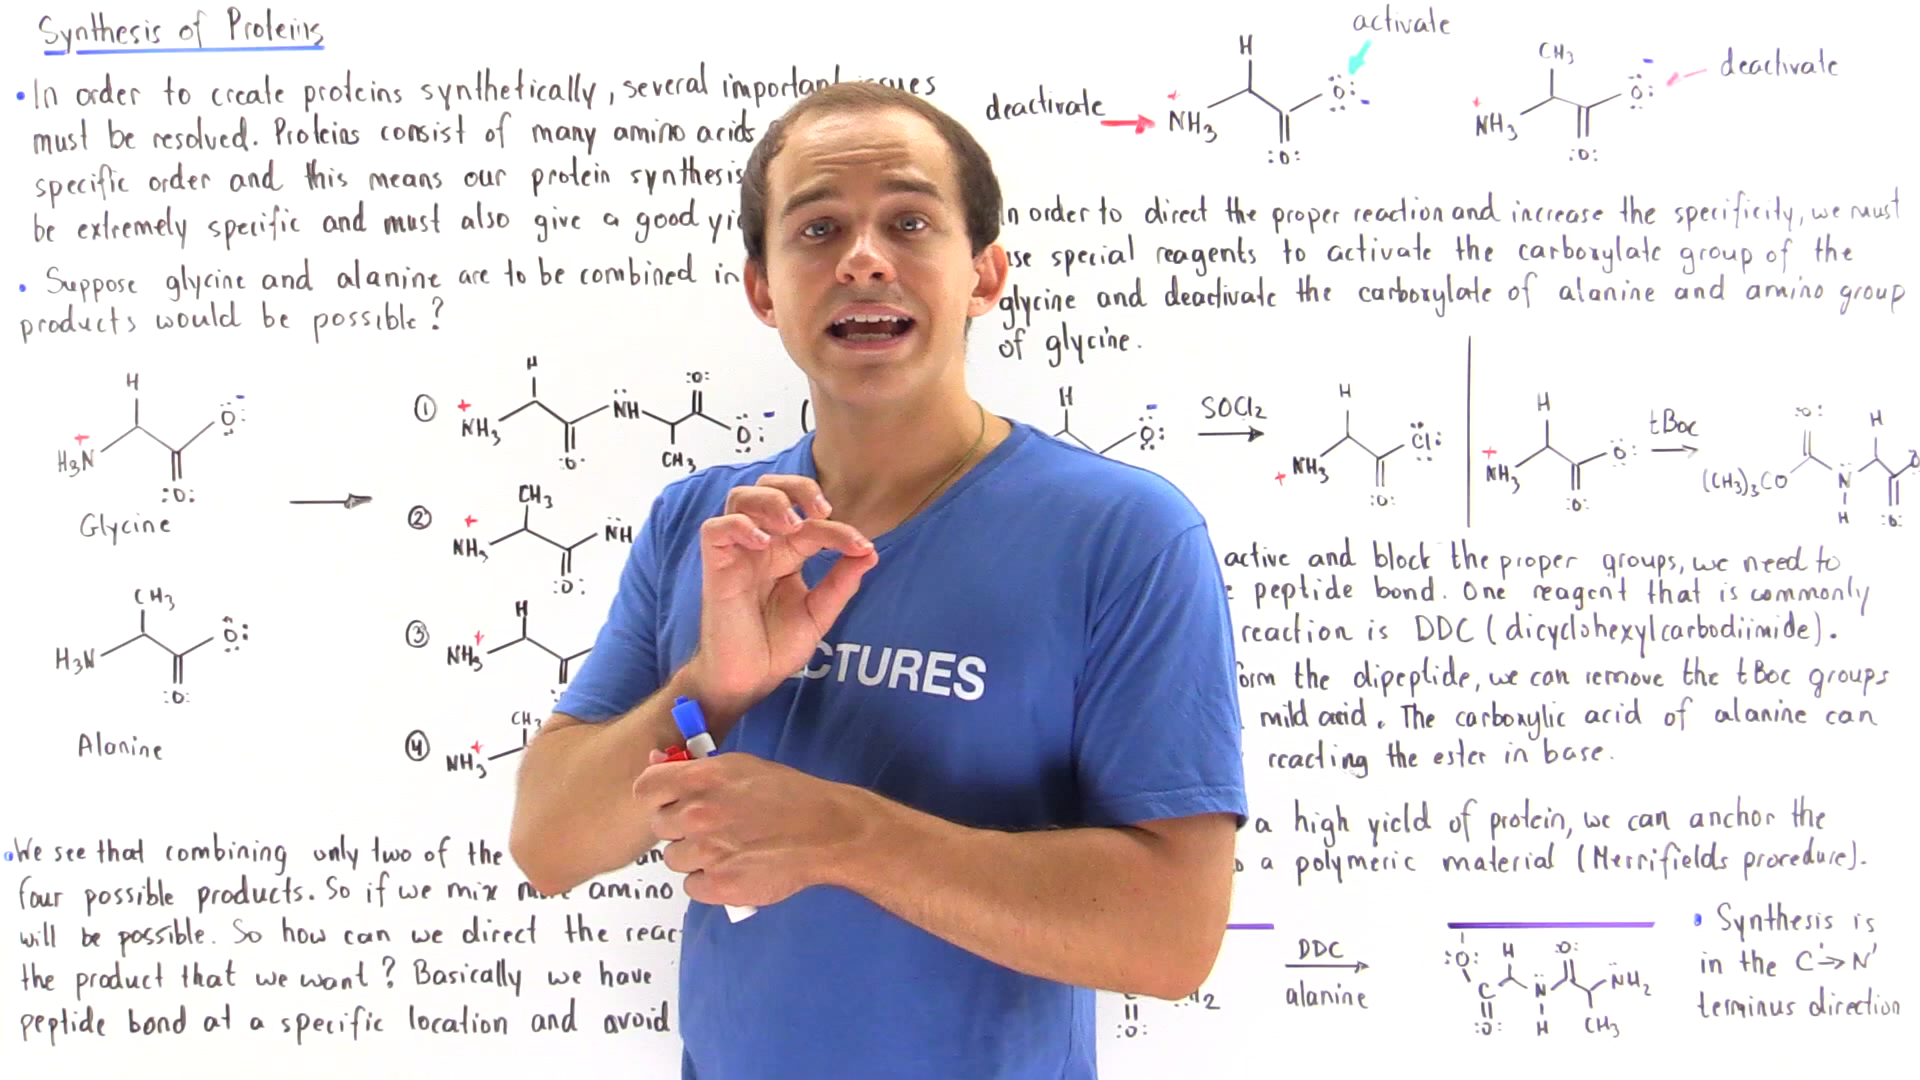 Synthesis of Proteins
• In order to create proteins synthetically, several important issues
must be resolved. Proteins consist of many amino acids
specific order and this means our protein synthesis
be extremely specific and must also give a good
• Suppose glycine and alanine are to be combined in
products would be possible?
H
:O:
H3N
:O:
Glycine
CH3
H3N
:O:
:O:
Alanine
① NH3 H :O: NH CH3 :O: :O:
② NH3 CH3 :O: NH
③ NH3 H
④ NH3 CH3
• We see that combining only two of the
four possible products. So if we mix more amino
will be possible. So how can we direct the
the product that we want? Basically we have
peptide bond at a specific location and avoid
activate
deactivate
NH3 H :O: :O:
NH3 CH3 :O: :O:
deactivate
In order to direct the proper reaction and increase the specificity, we must
use special reagents to activate the carboxylate group of the
glycine and deactivate the carboxylate of alanine and amino group
of glycine.
H :O: SOCl2 H NH3 :Cl: :O:
H NH3 :O: :O: tBoc (CH3)3CO :O: N H H :O:
active and block the proper groups, we need to
peptide bond. One reagent that is commonly
reaction is DDC (dicyclohexylcarbodiimide).
form the dipeptide, we can remove the tBoc groups
mild acid. The carboxylic acid of alanine can
reacting the ester in base.
a high yield of protein, we can anchor the
to a polymeric material (Merrifields procedure).
:O:
DDC
alanine
:O: C :O: H N H :O: CH3 NH2
• Synthesis is
in the C'→N'
terminus direction
CTURES